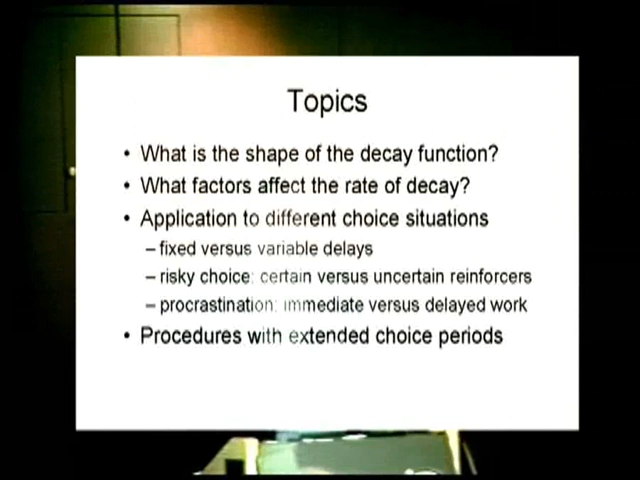 Topics
• What is the shape of the decay function?
• What factors affect the rate of decay?
• Application to different choice situations
– fixed versus variable delays
– risky choice: certain versus uncertain reinforcers
– procrastination: immediate versus delayed work
• Procedures with extended choice periods